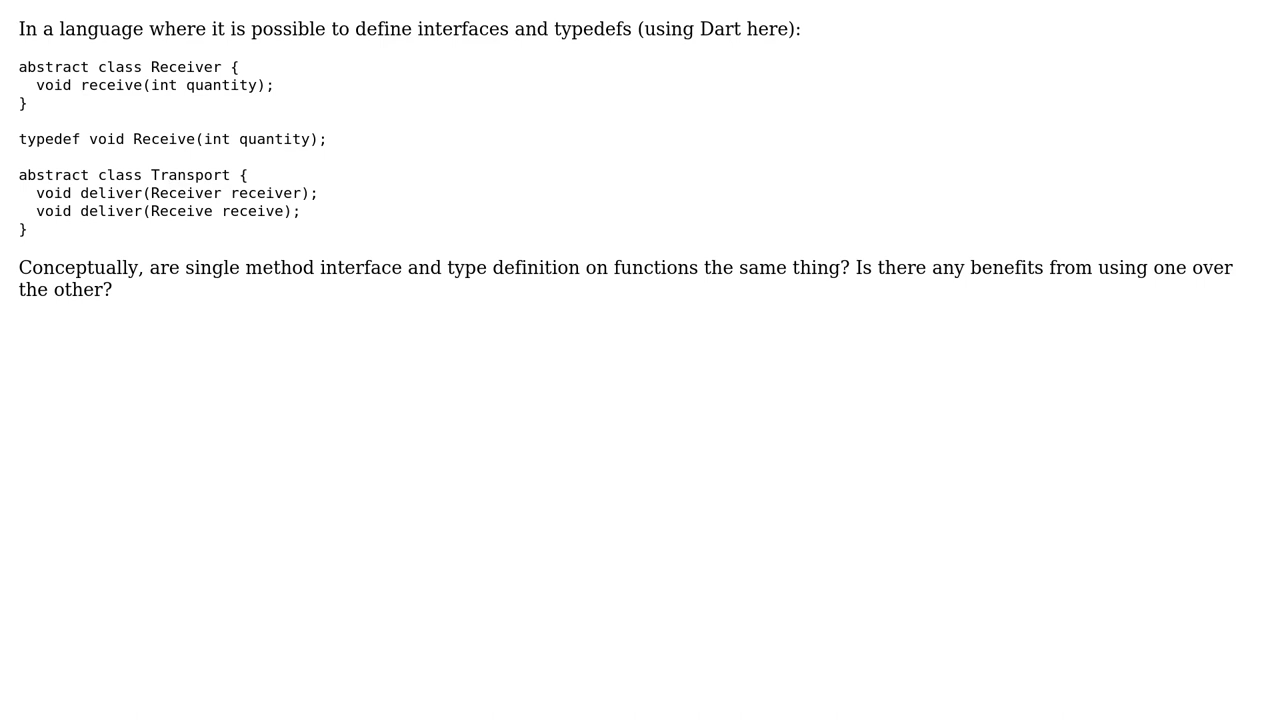 In a language where it is possible to define interfaces and typedefs (using Dart here):
abstract class Receiver {
  void receive(int quantity);
}
typedef void Receive(int quantity);
abstract class Transport {
  void deliver(Receiver receiver);
  void deliver(Receive receive);
}
Conceptually, are single method interface and type definition on functions the same thing? Is there any benefits from using one over
the other?